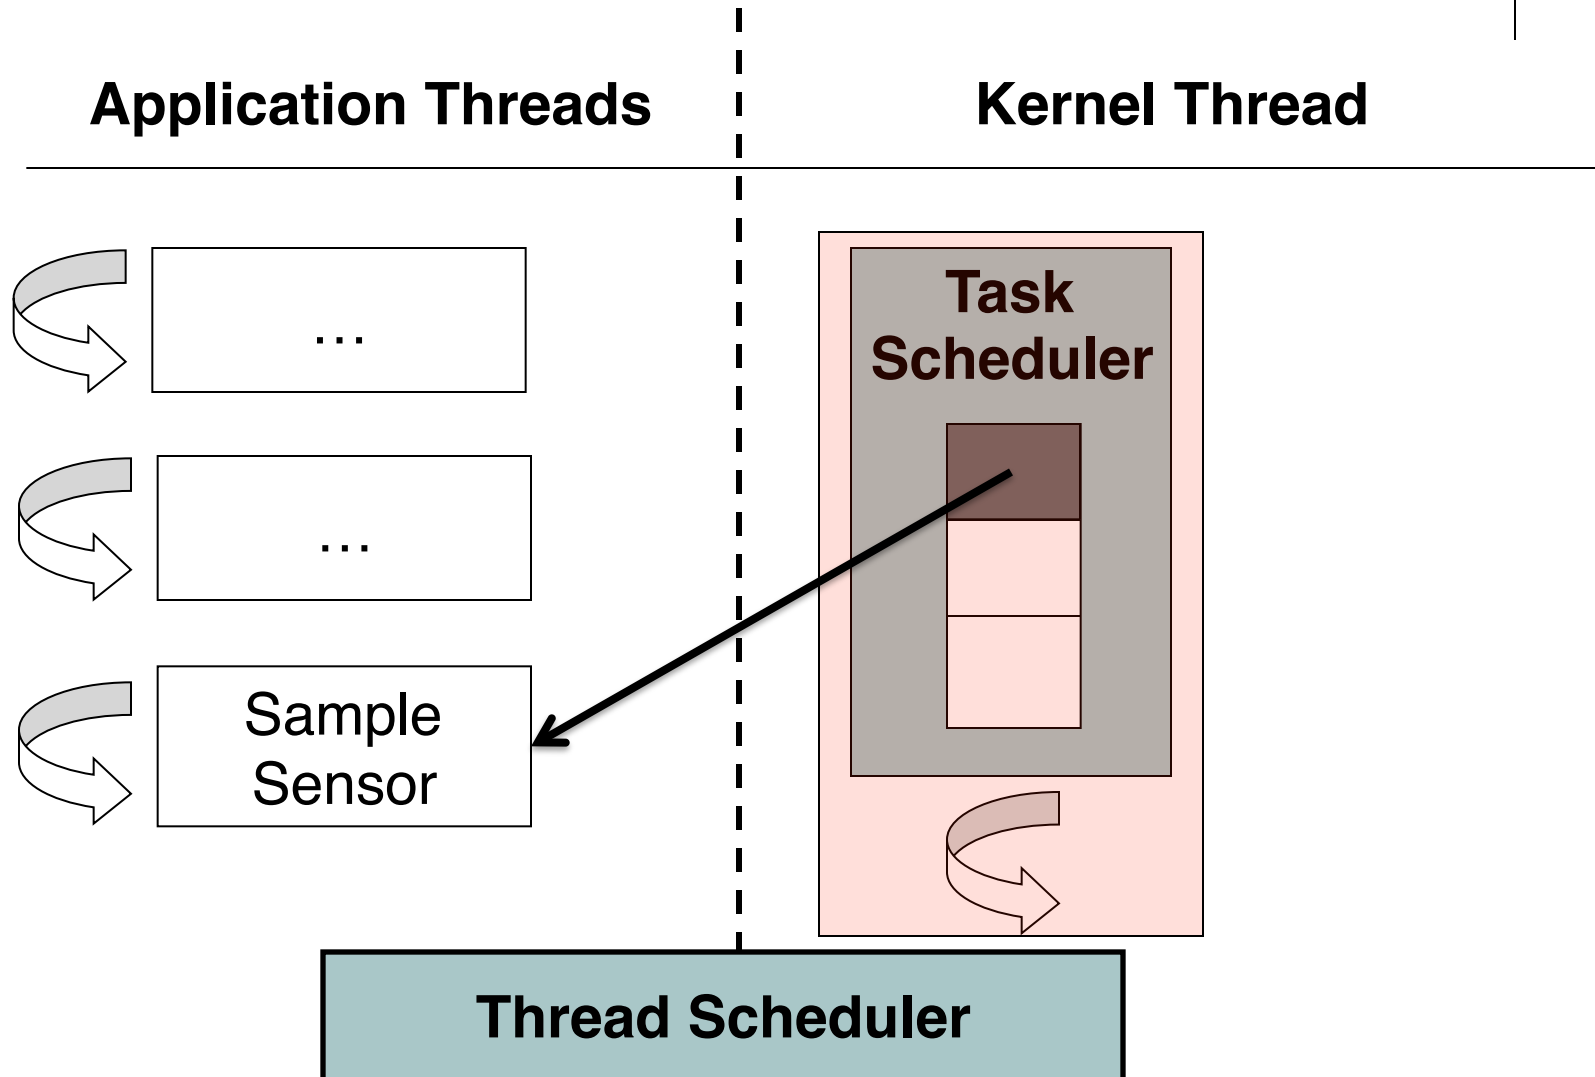 Application Threads
Kernel Thread
…
…
Sample
Sensor
Task
Scheduler
Thread Scheduler